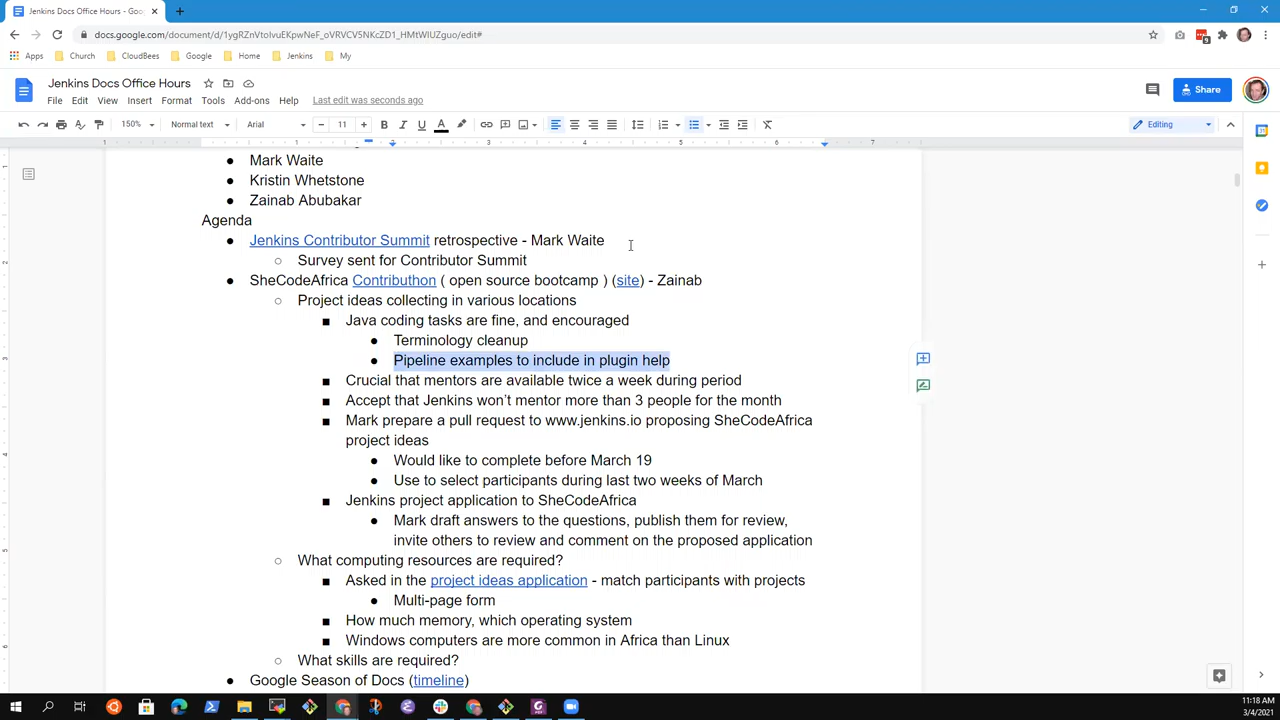 Jenkins Docs Office Hours - Goo
docs.google.com/document/d/1ygRZnVtoIvuEKpwNeF_oVRVCV5NKcZD1_HMtWIUZguo/edit#
Apps Church CloudBees Google Home Jenkins My
Jenkins Docs Office Hours
File Edit View Insert Format Tools Add-ons Help Last edit was seconds ago
Share
150% Normal text Arial 11 Editing
Mark Waite
Kristin Whetstone
Zainab Abubakar
Agenda
Jenkins Contributor Summit retrospective - Mark Waite
Survey sent for Contributor Summit
SheCodeAfrica Contributhon ( open source bootcamp ) (site) - Zainab
Project ideas collecting in various locations
Java coding tasks are fine, and encouraged
Terminology cleanup
Pipeline examples to include in plugin help
Crucial that mentors are available twice a week during period
Accept that Jenkins won’t mentor more than 3 people for the month
Mark prepare a pull request to www.jenkins.io proposing SheCodeAfrica
project ideas
Would like to complete before March 19
Use to select participants during last two weeks of March
Jenkins project application to SheCodeAfrica
Mark draft answers to the questions, publish them for review,
invite others to review and comment on the proposed application
What computing resources are required?
Asked in the project ideas application - match participants with projects
Multi-page form
How much memory, which operating system
Windows computers are more common in Africa than Linux
What skills are required?
Google Season of Docs (timeline)
11:18 AM
3/4/2021